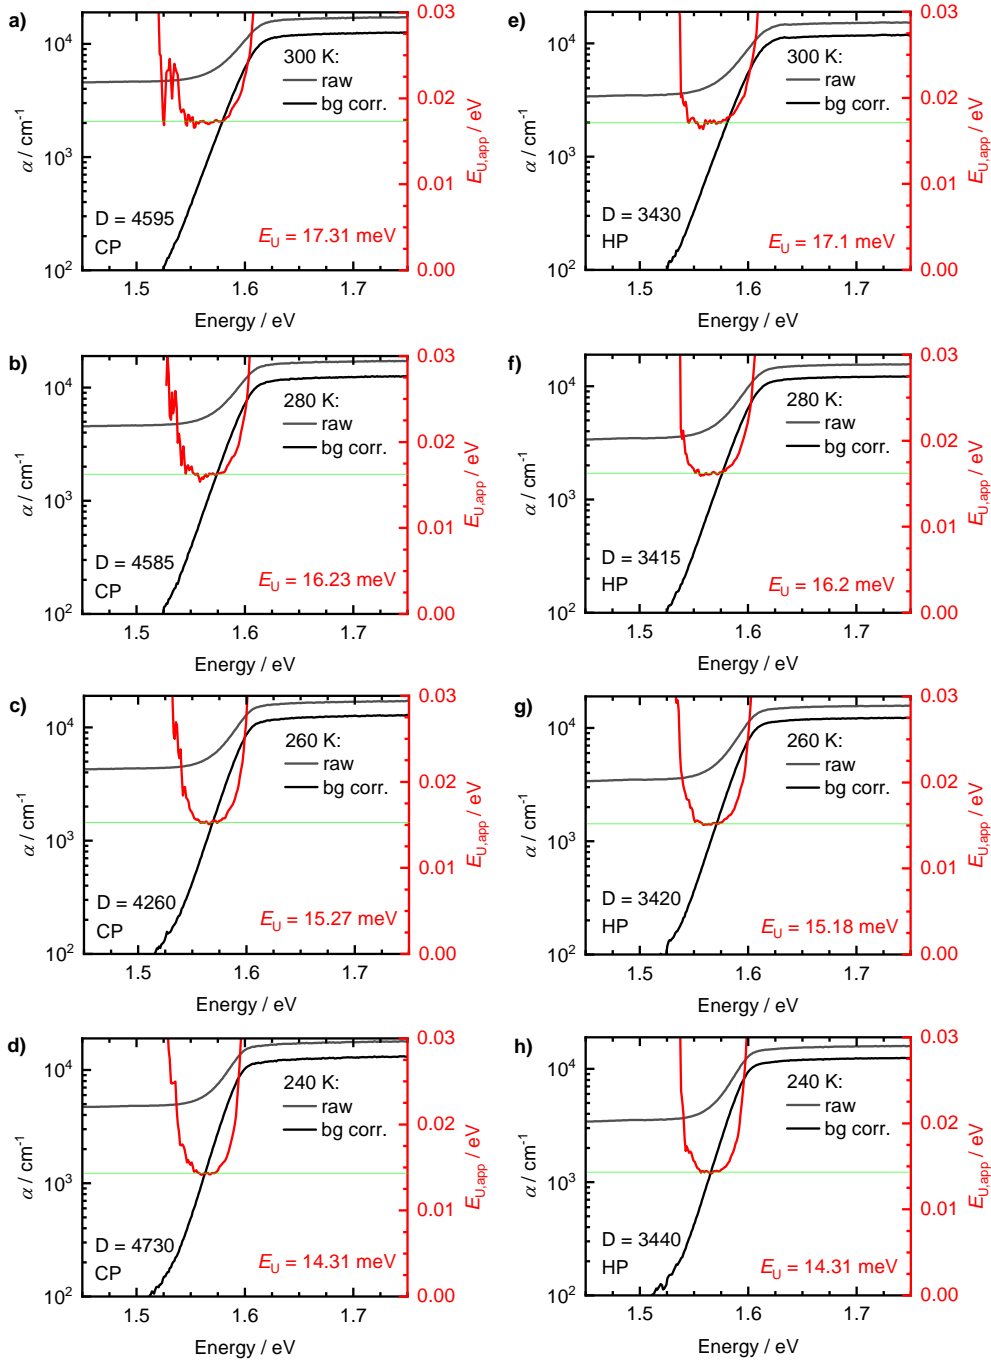 a)
300 K:
raw
bg corr.
D = 4595
CP
E_U = 17.31 meV
10^4
10^3
10^2
α / cm^-1
0.03
0.02
0.01
0.00
E_U,app / eV
1.5
1.6
1.7
Energy / eV
e)
300 K:
raw
bg corr.
D = 3430
HP
E_U = 17.1 meV
10^4
10^3
10^2
α / cm^-1
0.03
0.02
0.01
0.00
E_U,app / eV
1.5
1.6
1.7
Energy / eV
b)
280 K:
raw
bg corr.
D = 4585
CP
E_U = 16.23 meV
10^4
10^3
10^2
α / cm^-1
0.03
0.02
0.01
0.00
E_U,app / eV
1.5
1.6
1.7
Energy / eV
f)
280 K:
raw
bg corr.
D = 3415
HP
E_U = 16.2 meV
10^4
10^3
10^2
α / cm^-1
0.03
0.02
0.01
0.00
E_U,app / eV
1.5
1.6
1.7
Energy / eV
c)
260 K:
raw
bg corr.
D = 4260
CP
E_U = 15.27 meV
10^4
10^3
10^2
α / cm^-1
0.03
0.02
0.01
0.00
E_U,app / eV
1.5
1.6
1.7
Energy / eV
g)
260 K:
raw
bg corr.
D = 3420
HP
E_U = 15.18 meV
10^4
10^3
10^2
α / cm^-1
0.03
0.02
0.01
0.00
E_U,app / eV
1.5
1.6
1.7
Energy / eV
d)
240 K:
raw
bg corr.
D = 4730
CP
E_U = 14.31 meV
10^4
10^3
10^2
α / cm^-1
0.03
0.02
0.01
0.00
E_U,app / eV
1.5
1.6
1.7
Energy / eV
h)
240 K:
raw
bg corr.
D = 3440
HP
E_U = 14.31 meV
10^4
10^3
10^2
α / cm^-1
0.03
0.02
0.01
0.00
E_U,app / eV
1.5
1.6
1.7
Energy / eV